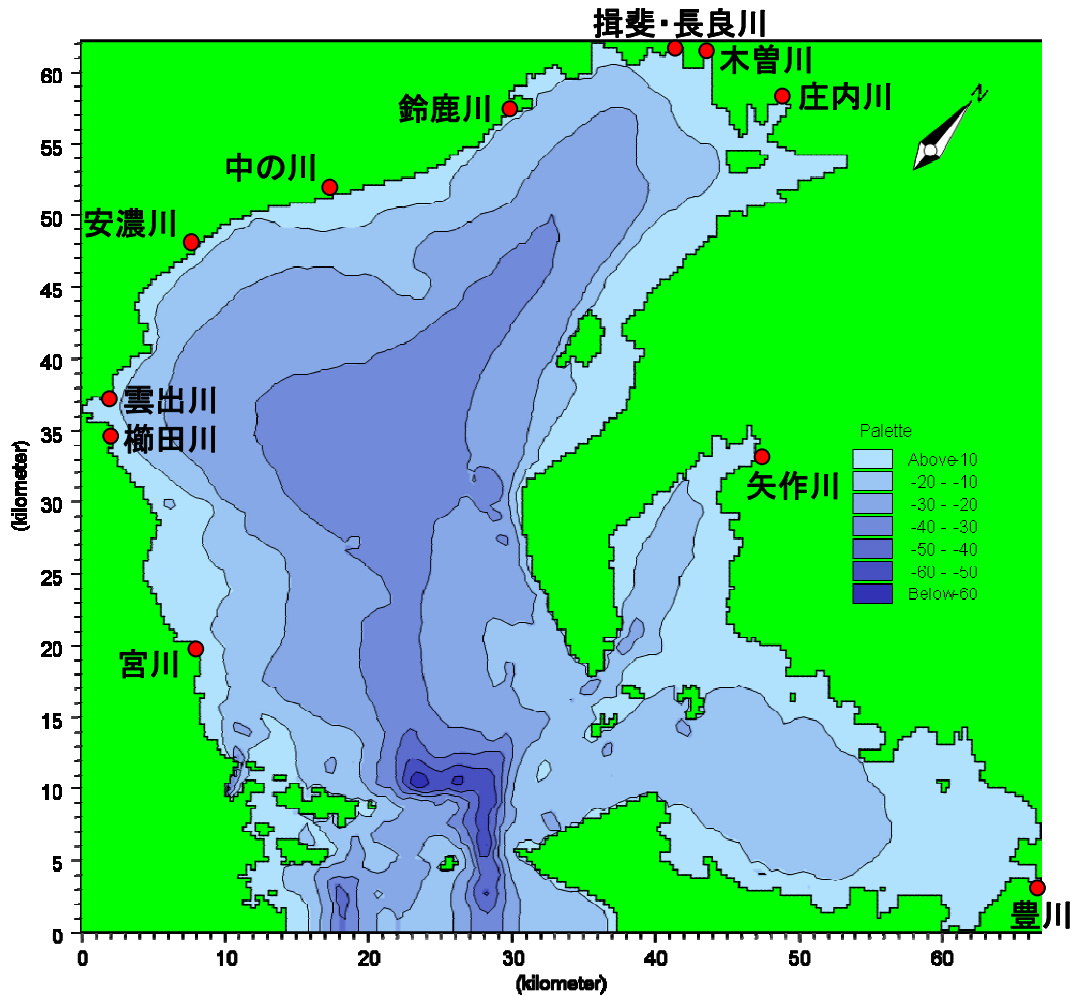 揖斐・長良川
木曽川
庄内川
鈴鹿川
中の川
安濃川
雲出川
櫛田川
宮川
矢作川
豊川
N
Palette
Above-10
-20 - -10
-30 - -20
-40 - -30
-50 - -40
-60 - -50
Below-60
60
55
50
45
40
35
30
25
20
15
10
5
0
(kilometer)
0
10
20
30
40
50
60
(kilometer)